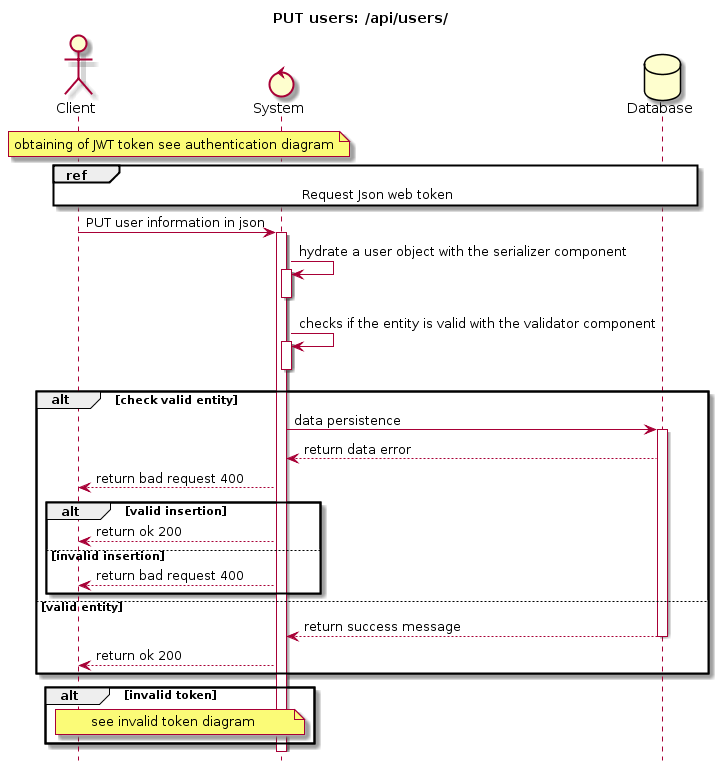 PUT users: /api/users/
Client
System
Database
obtaining of JWT token see authentication diagram
ref
Request Json web token
PUT user information in json
hydrate a user object with the serializer component
checks if the entity is valid with the validator component
alt [check valid entity]
data persistence
return data error
return bad request 400
alt [valid insertion]
return ok 200
[invalid insertion]
return bad request 400
[valid entity]
return success message
return ok 200
alt [invalid token]
see invalid token diagram